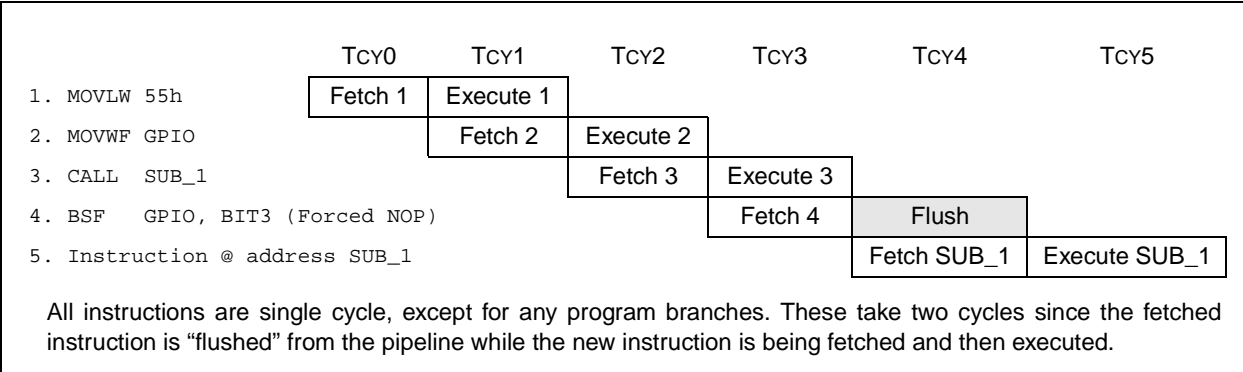 TCY0 TCY1 TCY2 TCY3 TCY4 TCY5
1. MOVLW 55h Fetch 1 Execute 1
2. MOVWF GPIO Fetch 2 Execute 2
3. CALL SUB_1 Fetch 3 Execute 3
4. BSF GPIO, BIT3 (Forced NOP) Fetch 4 Flush
5. Instruction @ address SUB_1 Fetch SUB_1 Execute SUB_1
All instructions are single cycle, except for any program branches. These take two cycles since the fetched
instruction is “flushed” from the pipeline while the new instruction is being fetched and then executed.